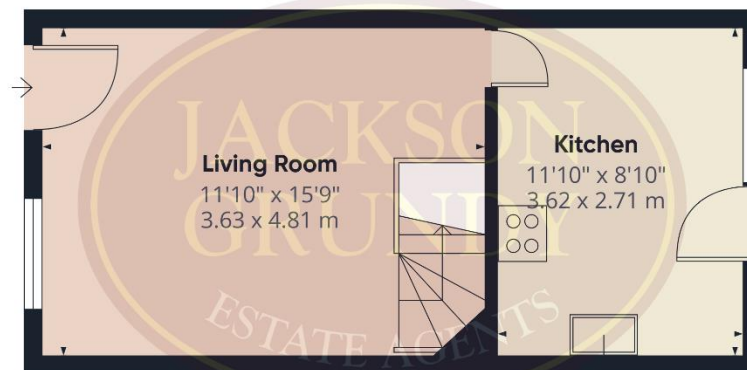 JACKSON
GRUNDY
ESTATE AGENTS
Living Room
11'10" x 15'9"
3.63 x 4.81 m
Kitchen
11'10" x 8'10"
3.62 x 2.71 m